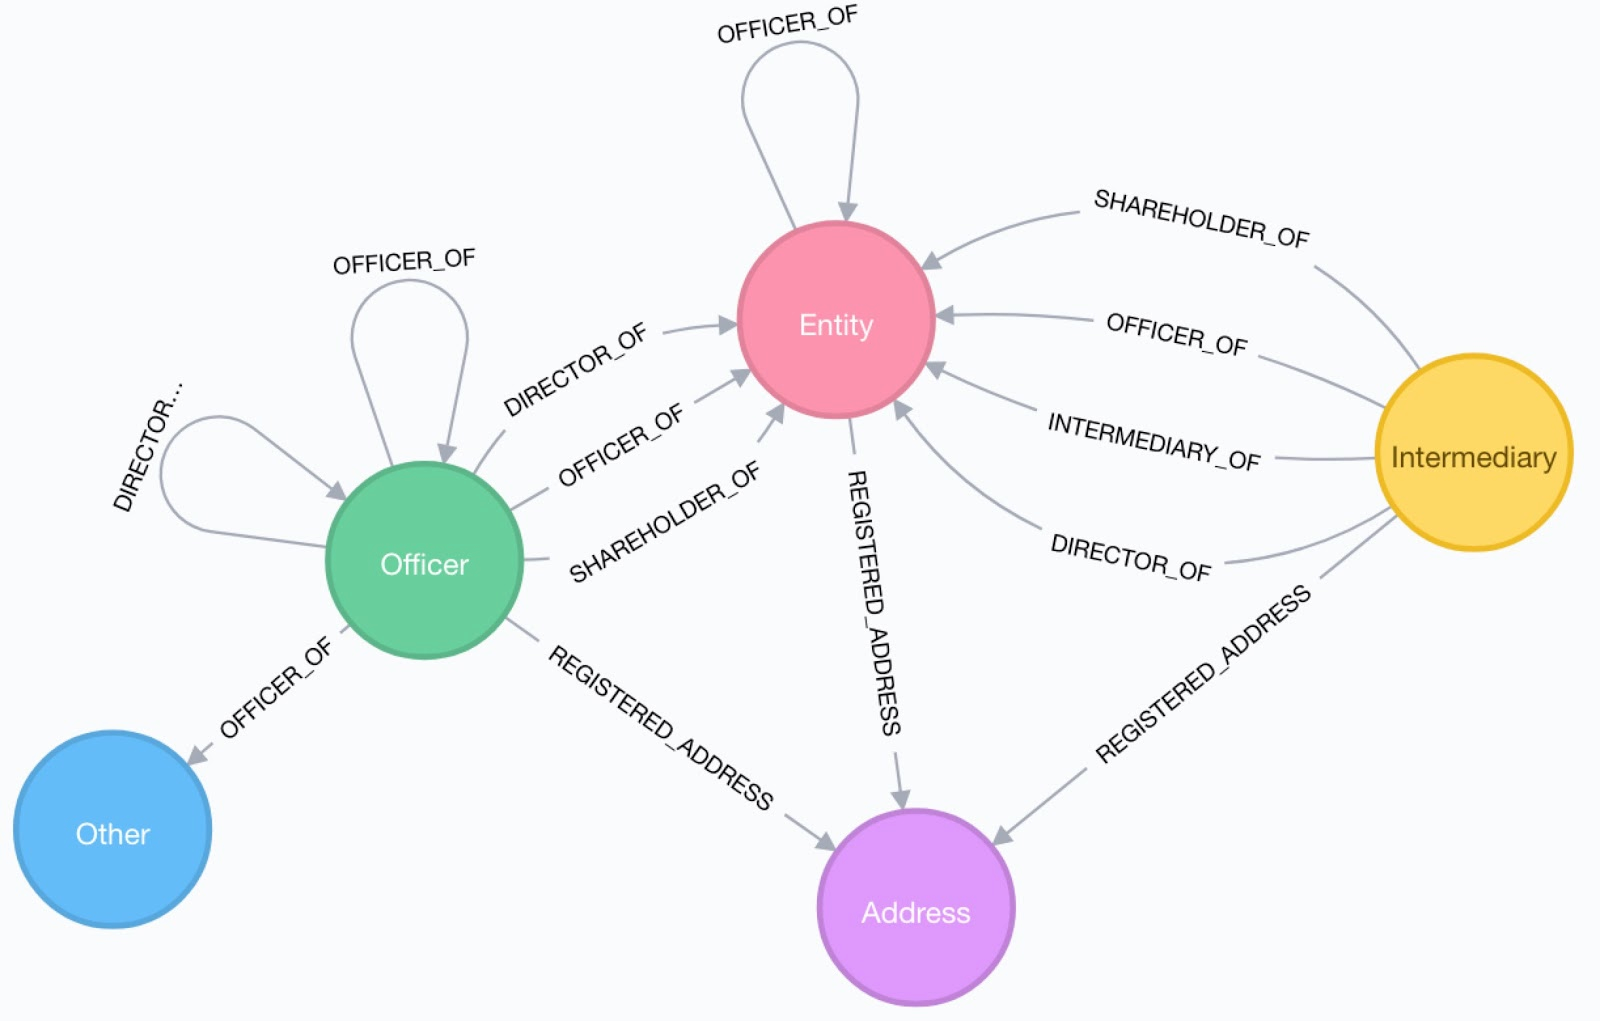 OFFICER_OF
SHAREHOLDER_OF
OFFICER_OF
Entity
OFFICER_OF
DIRECTOR_OF
DIRECTOR...
OFFICER_OF
INTERMEDIARY_OF
Intermediary
SHAREHOLDER_OF
DIRECTOR_OF
Officer
REGISTERED_ADDRESS
REGISTERED_ADDRESS
OFFICER_OF
REGISTERED_ADDRESS
Other
Address